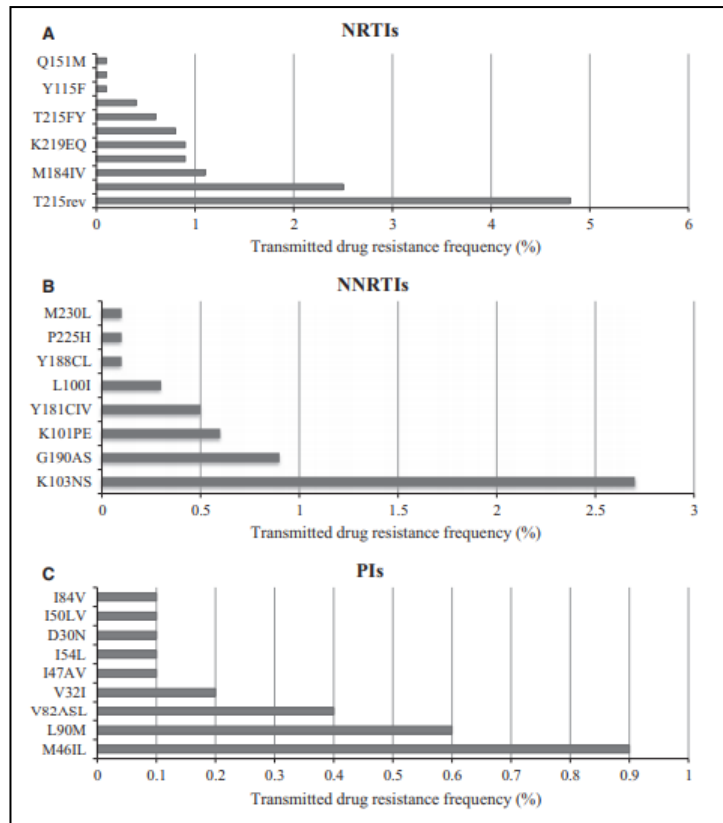 A
NRTIs
Q151M
Y115F
T215FY
K219EQ
M184IV
T215rev
0 1 2 3 4 5 6
Transmitted drug resistance frequency (%)
B
NNRTIs
M230L
P225H
Y188CL
L100I
Y181CIV
K101PE
G190AS
K103NS
0 0.5 1 1.5 2 2.5 3
Transmitted drug resistance frequency (%)
C
PIs
I84V
I50LV
D30N
I54L
I47AV
V32I
V82ASL
L90M
M46IL
0 0.1 0.2 0.3 0.4 0.5 0.6 0.7 0.8 0.9 1
Transmitted drug resistance frequency (%)